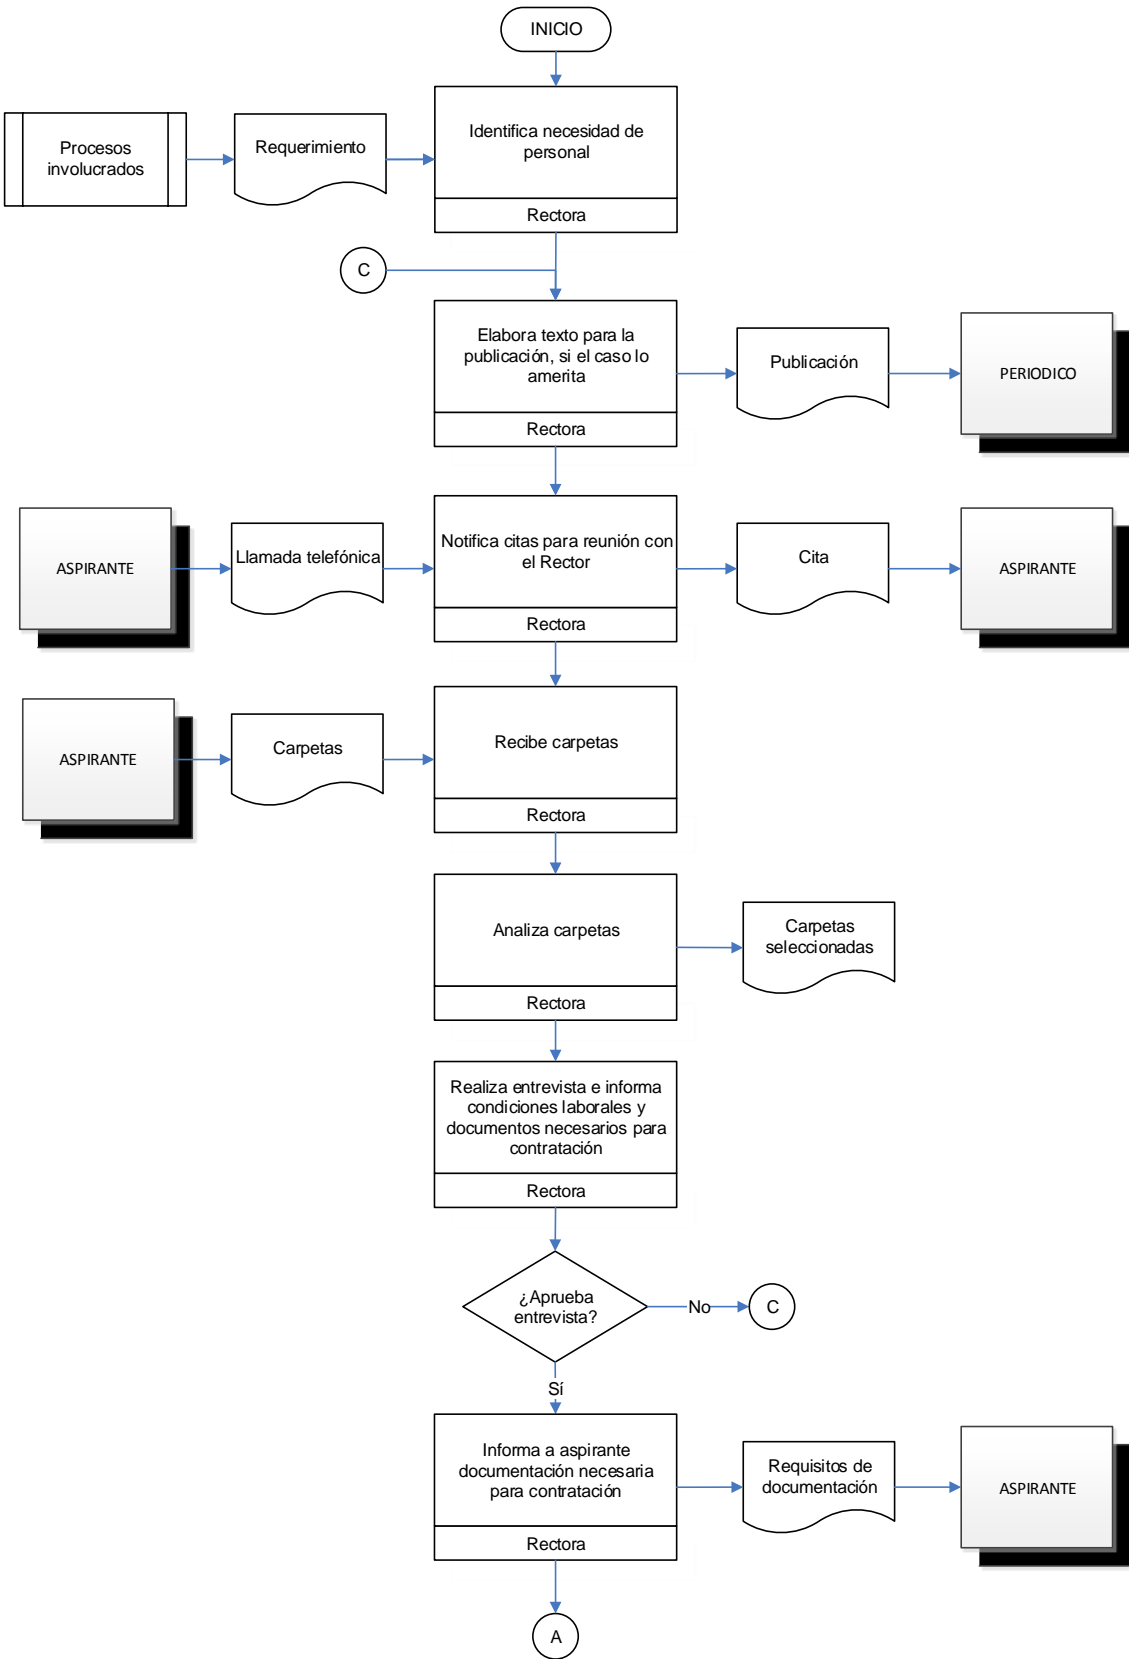 INICIO
Procesos
involucrados
Requerimiento
Identifica necesidad de
personal
Rectora
C
Elabora texto para la
publicación, si el caso lo
amerita
Rectora
Publicación
PERIODICO
ASPIRANTE
Llamada telefónica
Notifica citas para reunión con
el Rector
Rectora
Cita
ASPIRANTE
ASPIRANTE
Carpetas
Recibe carpetas
Rectora
Analiza carpetas
Rectora
Carpetas
seleccionadas
Realiza entrevista e informa
condiciones laborales y
documentos necesarios para
contratación
Rectora
¿Aprueba
entrevista?
No
C
Sí
Informa a aspirante
documentación necesaria
para contratación
Rectora
Requisitos de
documentación
ASPIRANTE
A